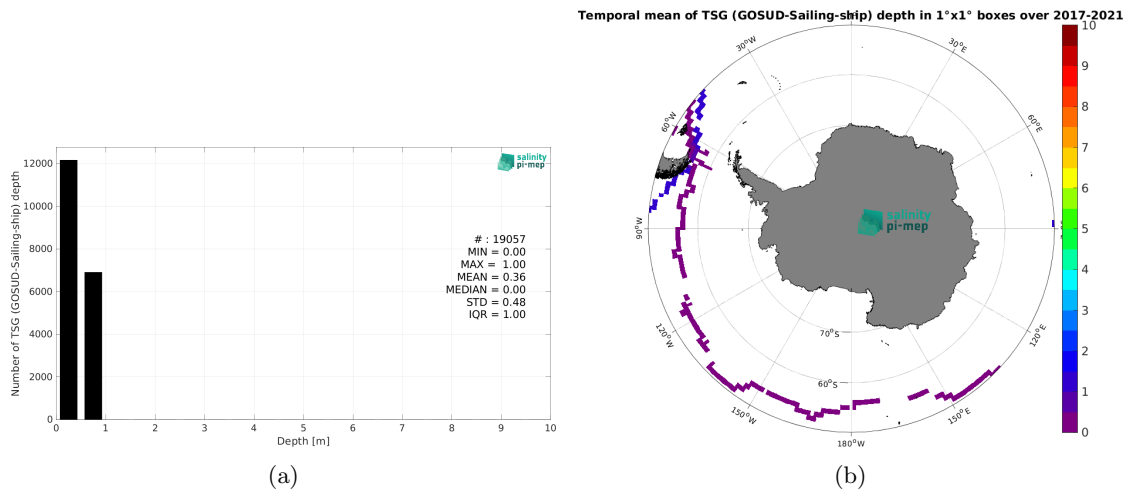 Temporal mean of TSG (GOSUD-Sailing-ship) depth in 1°x1° boxes over 2017-2021
Number of TSG (GOSUD-Sailing-ship) depth
12000
10000
8000
6000
4000
2000
0
salinity
pi-mep
# : 19057
MIN = 0.00
MAX = 1.00
MEAN = 0.36
MEDIAN = 0.00
STD = 0.48
IQR = 1.00
0 1 2 3 4 5 6 7 8 9 10
Depth [m]
(a)
30°W
30°E
60°W
60°E
90°W
120°W
120°E
150°W
150°E
180°W
70°S
60°S
salinity
pi-mep
10
9
8
7
6
5
4
3
2
1
0
(b)